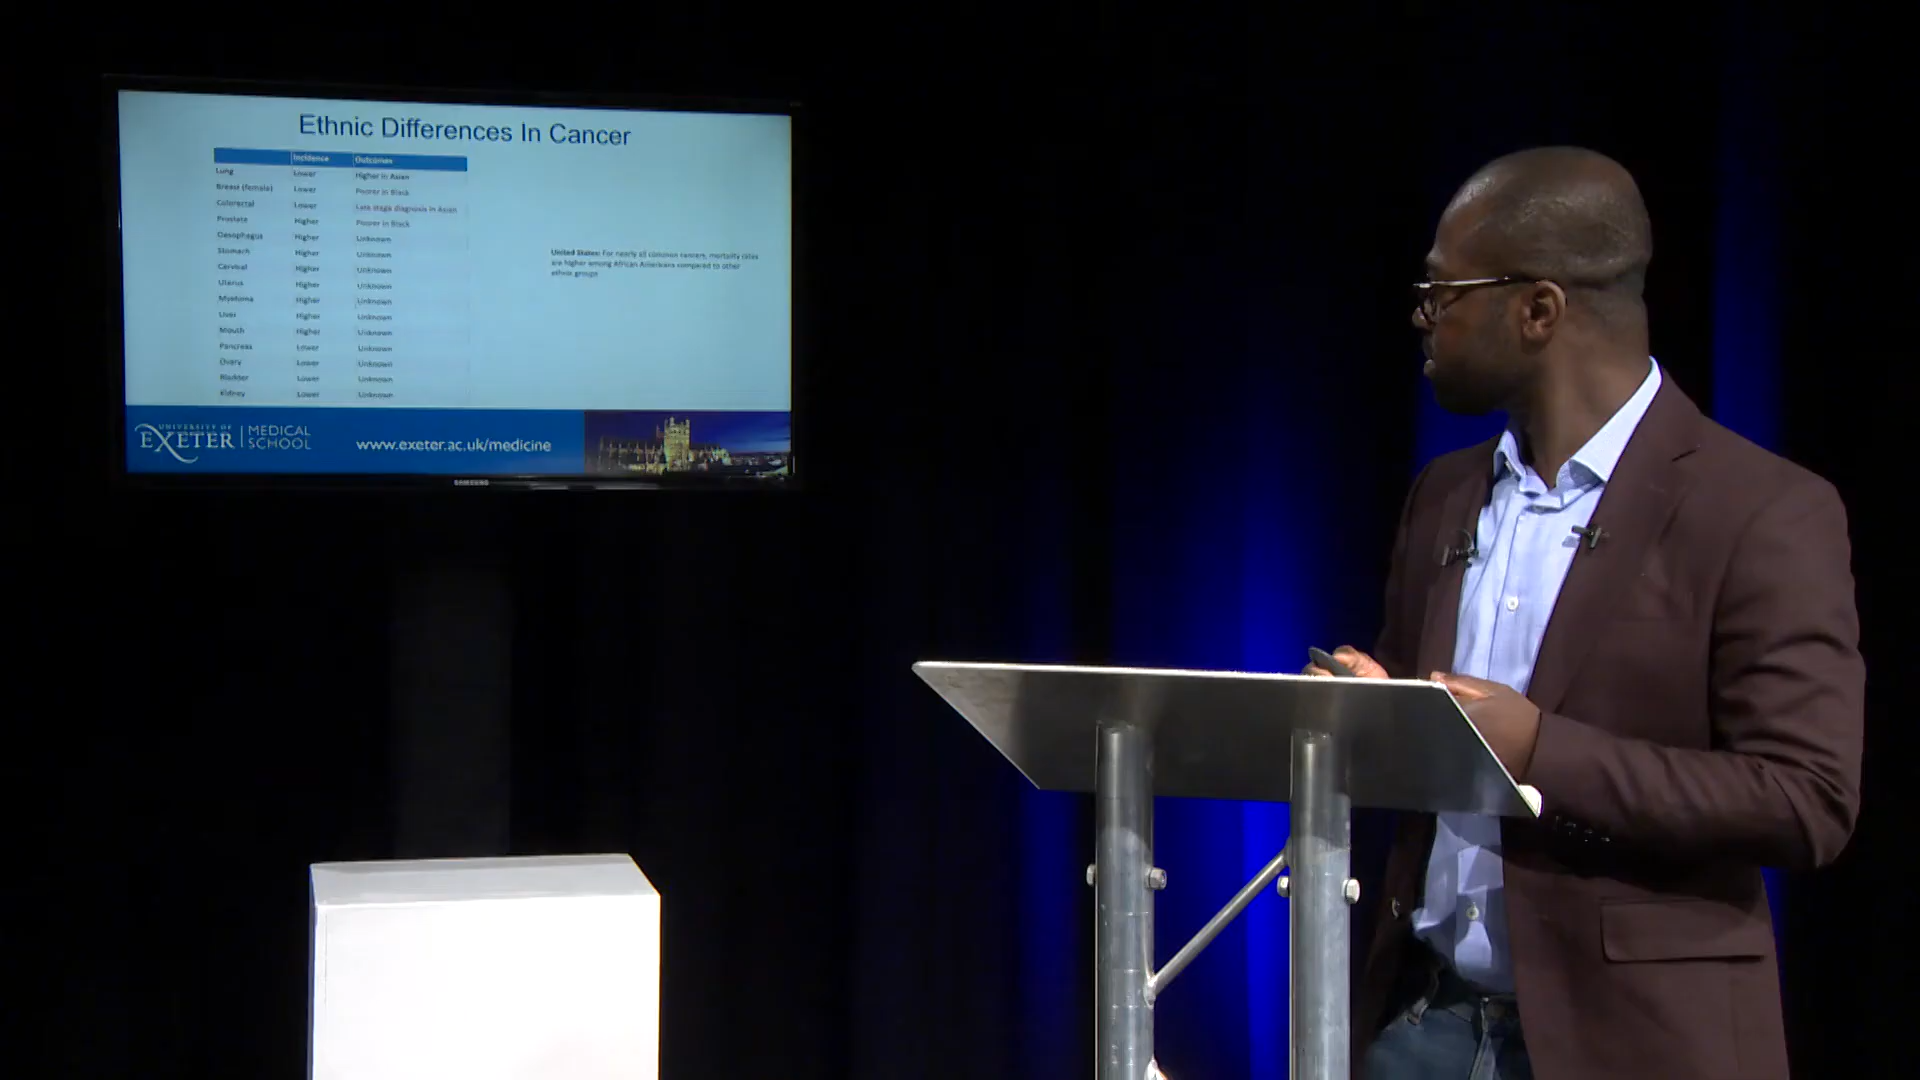 Ethnic Differences In Cancer
Incidence Outcomes
Lung Lower Higher in Asian
Breast (female) Lower Poorer in Black
Colorectal Lower Late stage diagnosis in Asian
Prostate Higher Poorer in Black
Oesophagus Higher Unknown
Stomach Higher Unknown
Cervical Higher Unknown
Uterus Higher Unknown
Myeloma Higher Unknown
Liver Higher Unknown
Mouth Higher Unknown
Pancreas Lower Unknown
Ovary Lower Unknown
Bladder Lower Unknown
Kidney Lower Unknown
United States: For nearly all common cancers, mortality rates
are higher among African Americans compared to other
ethnic groups
UNIVERSITY OF
EXETER
MEDICAL
SCHOOL
www.exeter.ac.uk/medicine
SAMSUNG